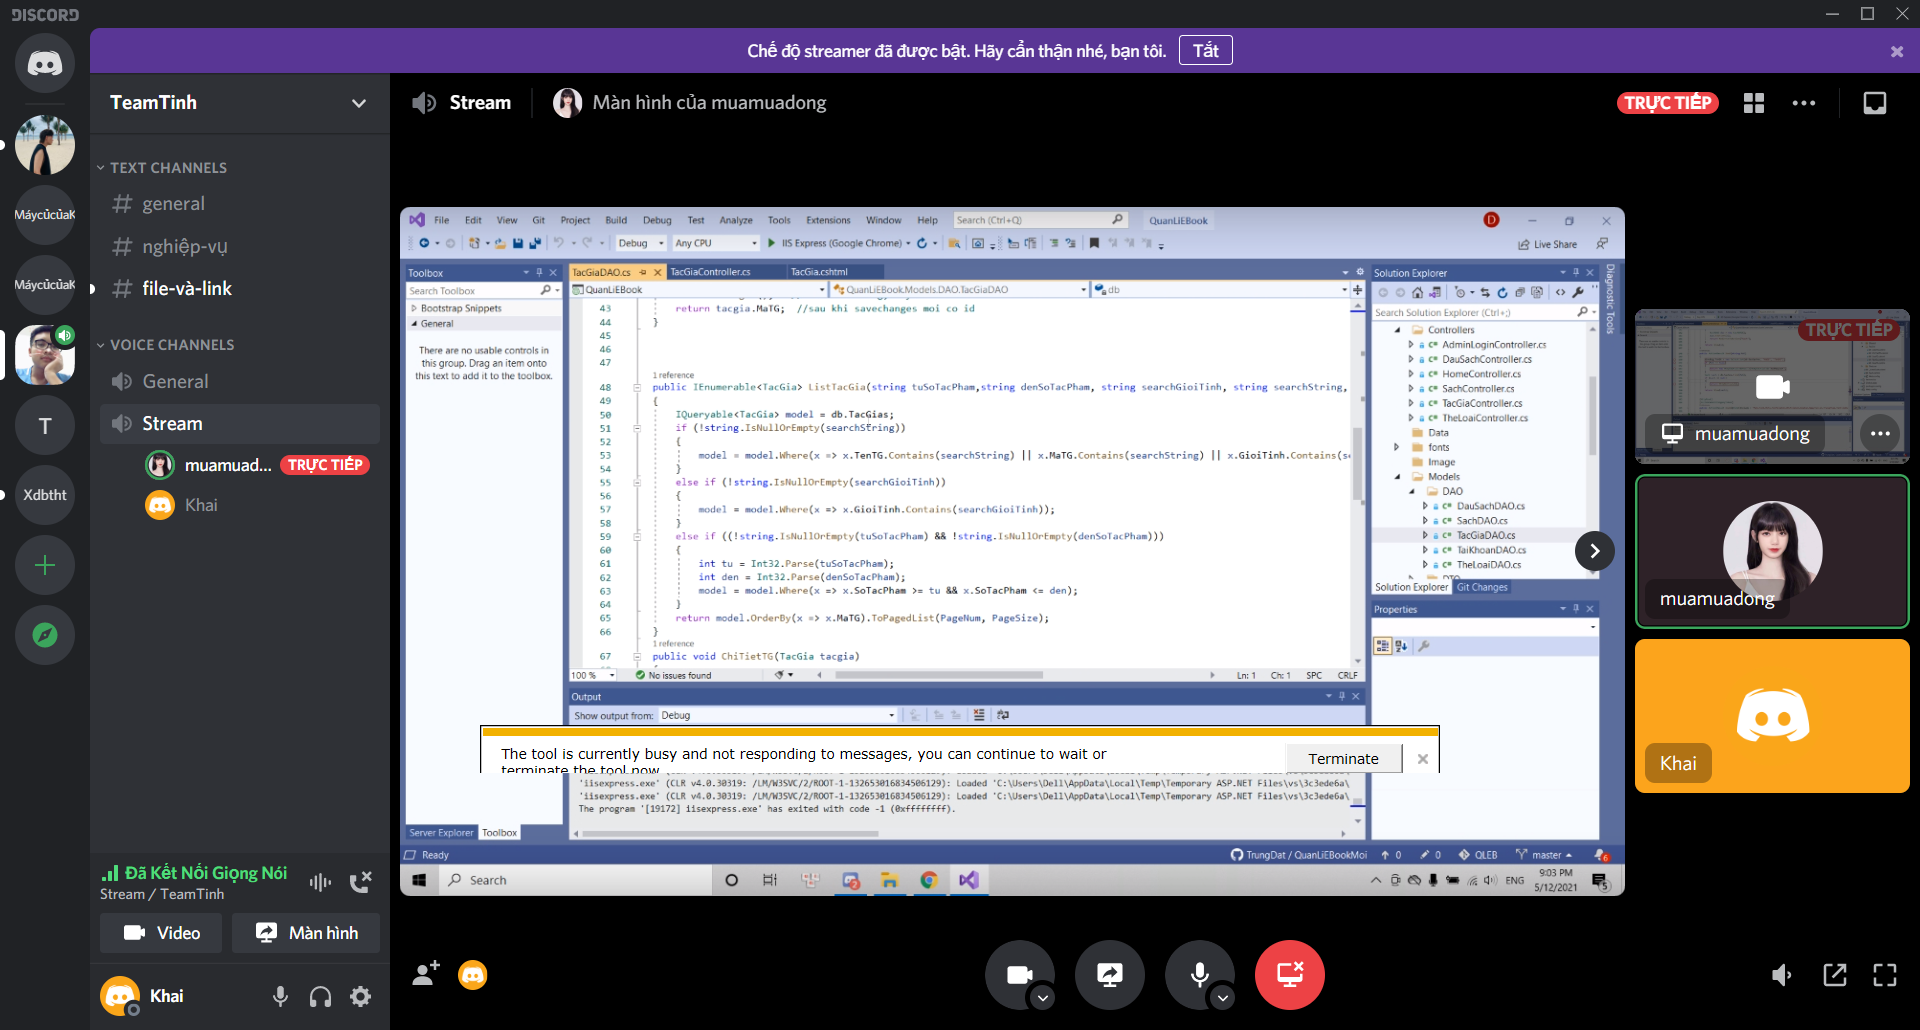 DISCORD
Chế độ streamer đã được bật. Hãy cẩn thận nhé, bạn tôi. Tắt
TeamTinh
Stream Màn hình của muamuadong
TRỰC TIẾP
TEXT CHANNELS
general
nghiệp-vụ
file-và-link
VOICE CHANNELS
General
Stream
muamuad... TRỰC TIẾP
Khai
MáycủcủaK
MáycủcủaK
T
Xdbtht
File Edit View Git Project Build Debug Test Analyze Tools Extensions Window Help Search (Ctrl+Q) QuanLiEBook D
Debug Any CPU IIS Express (Google Chrome) Live Share
Toolbox
Search Toolbox
Bootstrap Snippets
General
There are no usable controls in
this group. Drag an item onto
this text to add it to the toolbox.
Server Explorer Toolbox
TacGiaDAO.cs TacGiaController.cs TacGia.cshtml
QuanLiEBook QuanLiEBook.Models.DAO.TacGiaDAO db
43 return tacgia.MaTG; //sau khi savechanges moi co id
44 }
45
46
47
1 reference
48 public IEnumerable<TacGia> ListTacGia(string tuSoTacPham,string denSoTacPham, string searchGioiTinh, string searchString,
49 {
50 IQueryable<TacGia> model = db.TacGias;
51 if (!string.IsNullOrEmpty(searchString))
52 {
53 model = model.Where(x => x.TenTG.Contains(searchString) || x.MaTG.Contains(searchString) || x.GioiTinh.Contains(s
54 }
55 else if (!string.IsNullOrEmpty(searchGioiTinh))
56 {
57 model = model.Where(x => x.GioiTinh.Contains(searchGioiTinh));
58 }
59 else if ((!string.IsNullOrEmpty(tuSoTacPham) && !string.IsNullOrEmpty(denSoTacPham)))
60 {
61 int tu = Int32.Parse(tuSoTacPham);
62 int den = Int32.Parse(denSoTacPham);
63 model = model.Where(x => x.SoTacPham >= tu && x.SoTacPham <= den);
64 }
65 return model.OrderBy(x => x.MaTG).ToPagedList(PageNum, PageSize);
66 }
1 reference
67 public void ChiTietTG(TacGia tacgia)
100 % No issues found Ln: 1 Ch: 1 SPC CRLF
Output
Show output from: Debug
The tool is currently busy and not responding to messages, you can continue to wait or
terminate the tool now
Terminate
'iisexpress.exe' (CLR v4.0.30319: /LM/W3SVC/2/ROOT-1-132653016834506129): Loaded 'C:\Users\Dell\AppData\Local\Temp\Temporary ASP.NET Files\vs\3c3ede6a\
'iisexpress.exe' (CLR v4.0.30319: /LM/W3SVC/2/ROOT-1-132653016834506129): Loaded 'C:\Users\Dell\AppData\Local\Temp\Temporary ASP.NET Files\vs\3c3ede6a\
The program '[19172] iisexpress.exe' has exited with code -1 (0xffffffff).
Solution Explorer
Search Solution Explorer (Ctrl+;)
Controllers
AdminLoginController.cs
DauSachController.cs
HomeController.cs
SachController.cs
TacGiaController.cs
TheLoaiController.cs
Data
fonts
Image
Models
DAO
DauSachDAO.cs
SachDAO.cs
TacGiaDAO.cs
TaiKhoanDAO.cs
TheLoaiDAO.cs
DTO
Solution Explorer Git Changes
Properties
Diagnostic Tools
Ready TrungDat / QuanLiEBookMoi 0 0 QLEB master 6
Search 2 ENG 9:03 PM
5/12/2021 5
TRỰC TIẾP
muamuadong
muamuadong
Khai
Đã Kết Nối Giọng Nói
Stream / TeamTinh
Video Màn hình
Khai